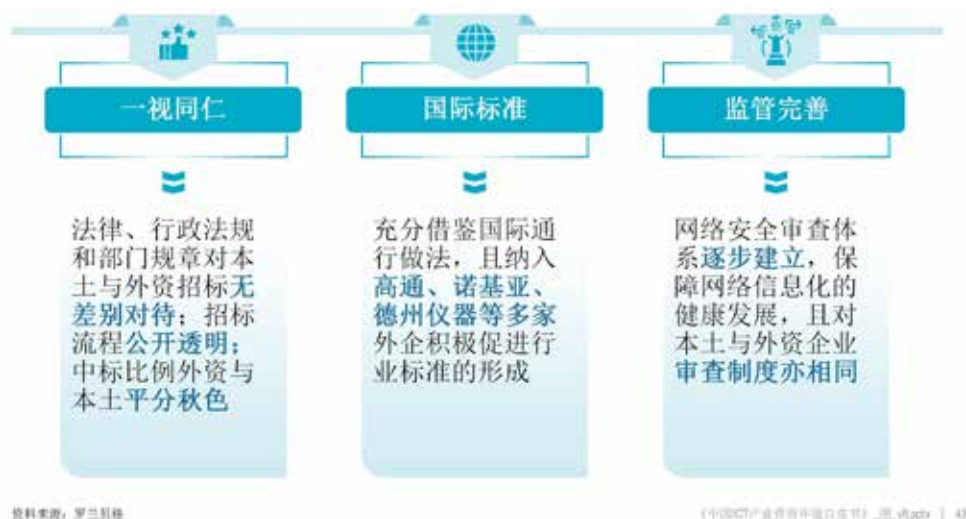 一视同仁
国际标准
监管完善
法律、行政法规
和部门规章对本
土与外资招标无
差别对待；招标
流程公开透明；
中标比例外资与
本土平分秋色
充分借鉴国际通
行做法，且纳入
高通、诺基亚、
德州仪器等多家
外企积极促进行
业标准的形成
网络安全审查体
系逐步建立，保
障网络信息化的
健康发展，且对
本土与外资企业
审查制度亦相同
资料来源：罗兰贝格